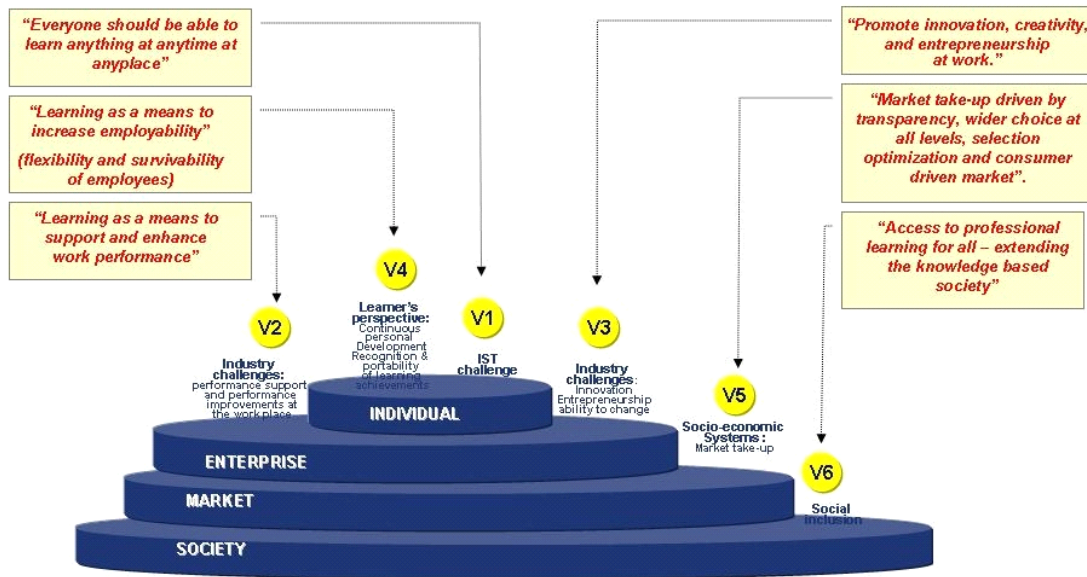 “Everyone should be able to
learn anything at anytime at
anyplace”
“Learning as a means to
increase employability”
(flexibility and survivability
of employees)
“Learning as a means to
support and enhance
work performance”
“Promote innovation, creativity,
and entrepreneurship
at work.”
“Market take-up driven by
transparency, wider choice at
all levels, selection
optimization and consumer
driven market”.
“Access to professional
learning for all – extending
the knowledge based
society”
V2
Industry
challenges:
performance support
and performance
improvements at
the work place
V4
Learner’s
perspective:
Continuous
personal
Development
Recognition &
portability
of learning
achievements
V1
IST
challenge
V3
Industry
challenges:
Innovation
Entrepreneurship
ability to change
V5
Socio-economic
Systems :
Market take-up
V6
Social
inclusion
INDIVIDUAL
ENTERPRISE
MARKET
SOCIETY